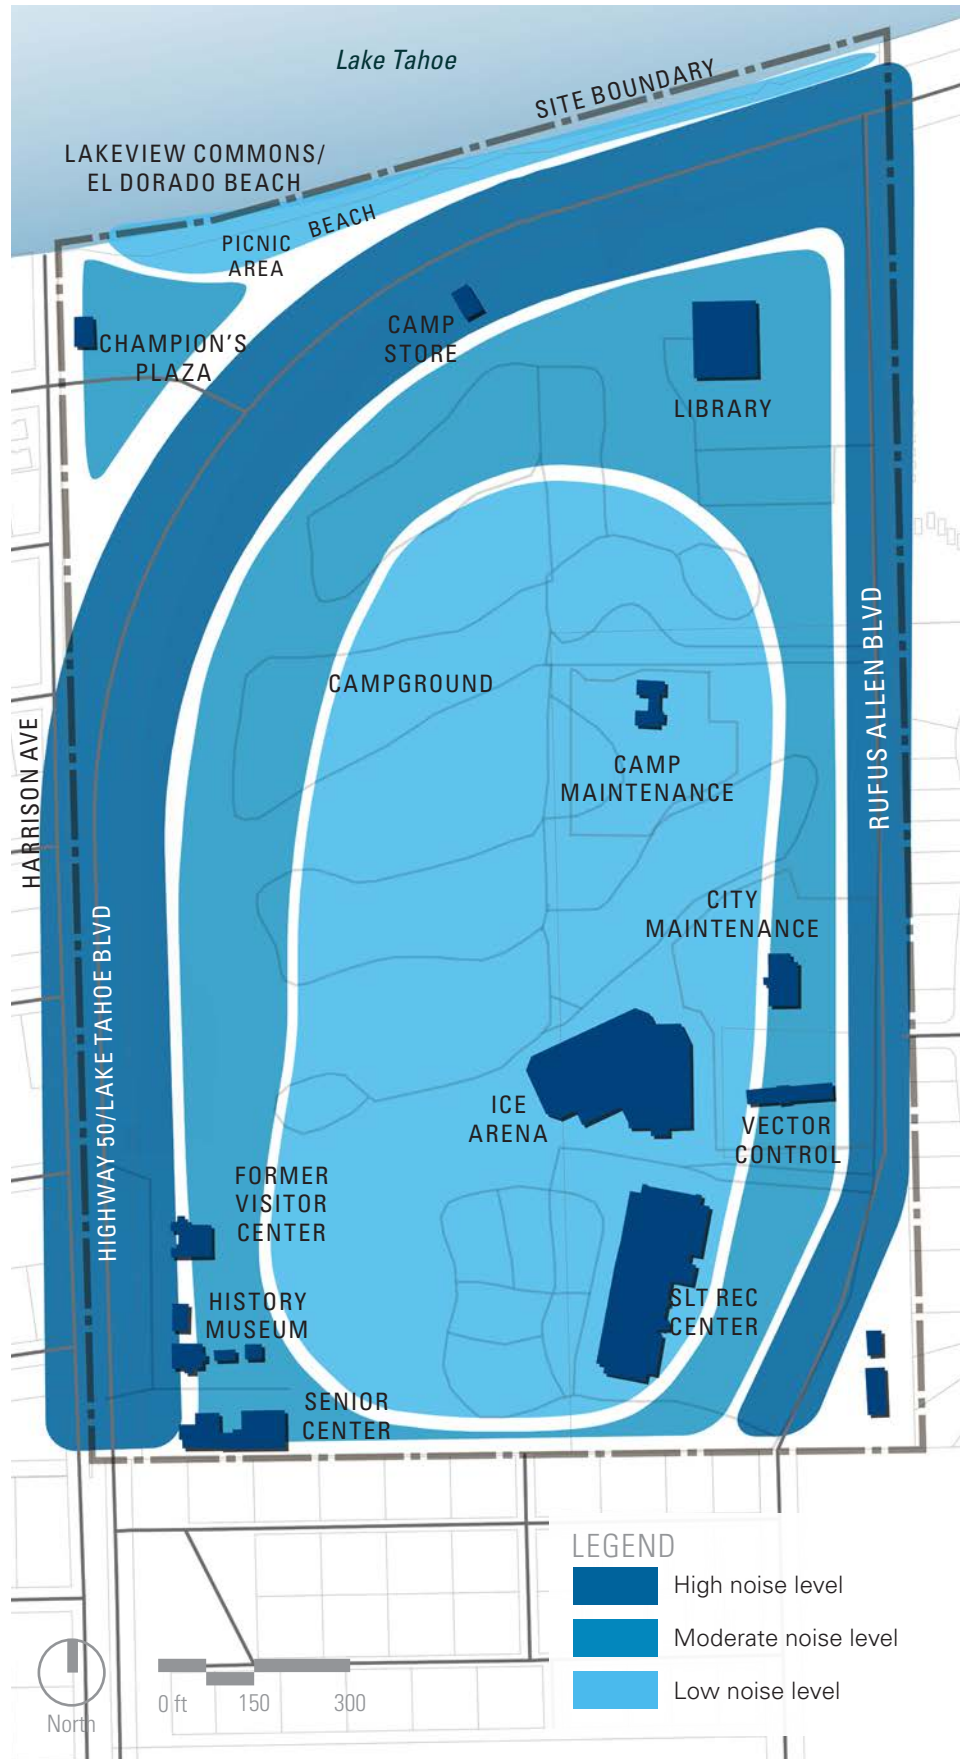 Lake Tahoe
SITE BOUNDARY
LAKEVIEW COMMONS/
EL DORADO BEACH
BEACH
PICNIC
AREA
CAMP
STORE
CHAMPION'S
PLAZA
LIBRARY
CAMPGROUND
RUFUS ALLEN BLVD
HARRISON AVE
CAMP
MAINTENANCE
CITY
MAINTENANCE
HIGHWAY 50/LAKE TAHOE BLVD
ICE
ARENA
VECTOR
CONTROL
FORMER
VISITOR
CENTER
HISTORY
MUSEUM
SLT REC
CENTER
SENIOR
CENTER
LEGEND
High noise level
Moderate noise level
Low noise level
North
0 ft 150 300